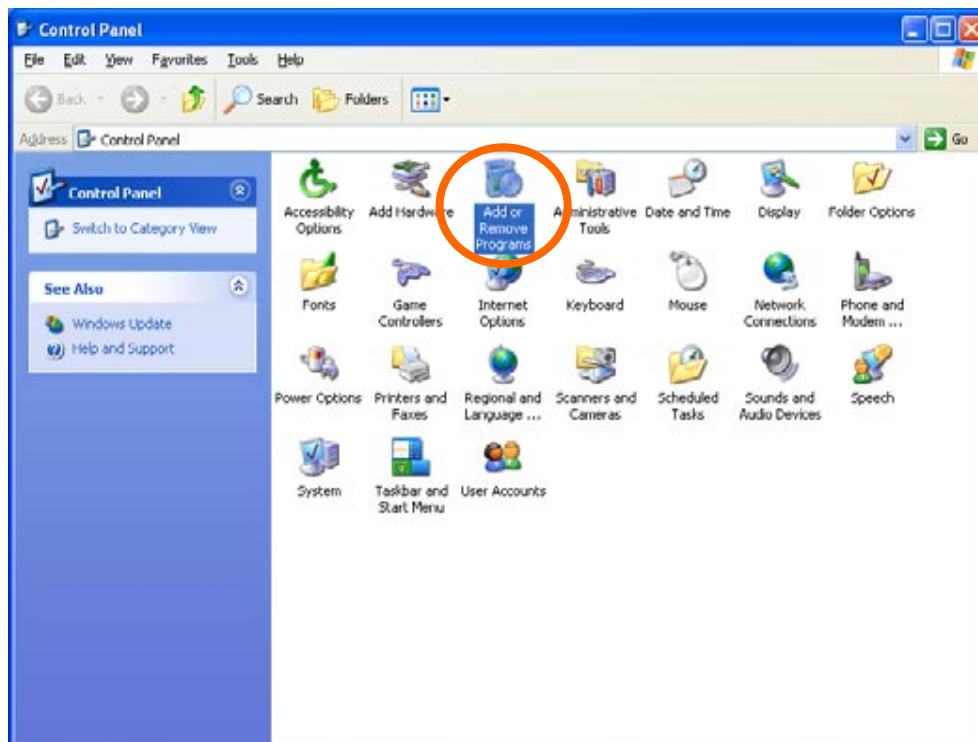 Control Panel
File Edit View Favorites Tools Help
Back Search Folders
Address Control Panel Go
Control Panel
Switch to Category View
See Also
Windows Update
Help and Support
Accessibility Options
Add Hardware
Add or Remove Programs
Administrative Tools
Date and Time
Display
Folder Options
Fonts
Game Controllers
Internet Options
Keyboard
Mouse
Network Connections
Phone and Modem ...
Power Options
Printers and Faxes
Regional and Language ...
Scanners and Cameras
Scheduled Tasks
Sounds and Audio Devices
Speech
System
Taskbar and Start Menu
User Accounts